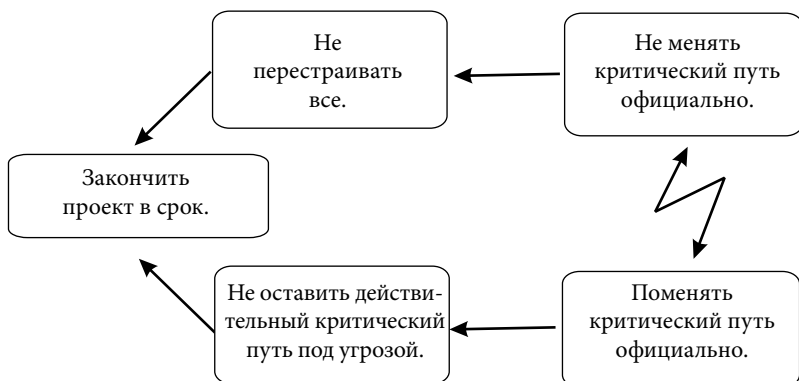 Не
перестраивать
все.
Не менять
критический путь
официально.
Закончить
проект в срок.
Не оставить действи-
тельный критический
путь под угрозой.
Поменять
критический путь
официально.